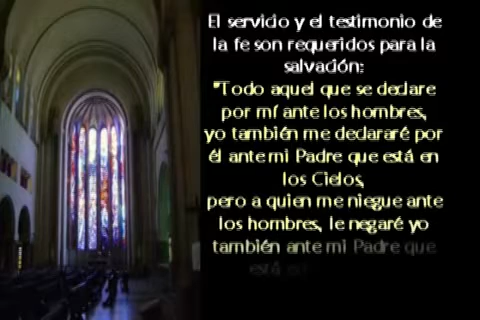 El servicio y el testimonio de
la fe son requeridos para la
salvación:
"Todo aquel que se declare
por mí ante los hombres,
yo también me declararé por
él ante mi Padre que está en
los Cielos,
pero a quien me niegue ante
los hombres, le negaré yo
también ante mi Padre que
está